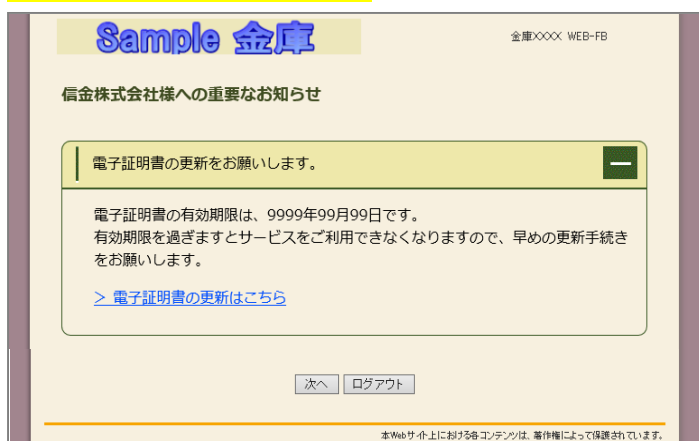 Sample 金庫
金庫XXXX WEB-FB
信金株式会社様への重要なお知らせ
電子証明書の更新をお願いします。
電子証明書の有効期限は、9999年99月99日です。
有効期限を過ぎますとサービスをご利用できなくなりますので、早めの更新手続き
をお願いします。
> 電子証明書の更新はこちら
次へ ログアウト
本Webサイト上における各コンテンツは、著作権によって保護されています。